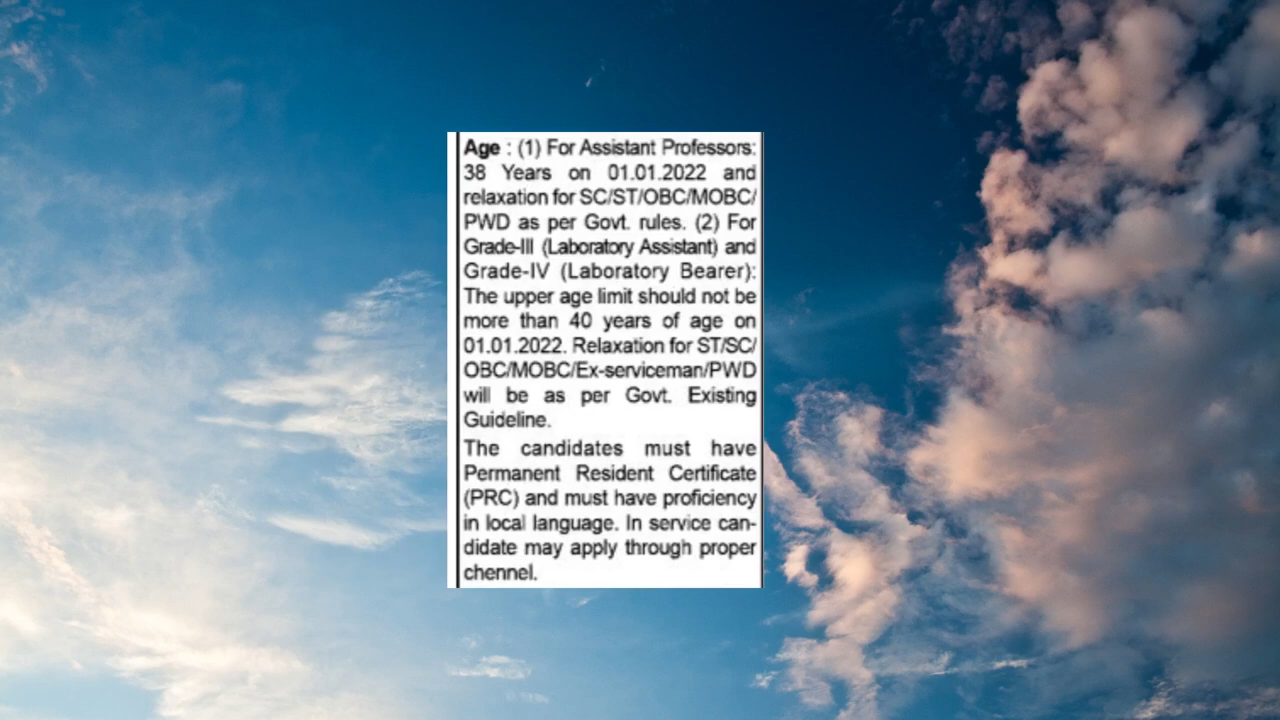 Age : (1) For Assistant Professors:
38 Years on 01.01.2022 and
relaxation for SC/ST/OBC/MOBC/
PWD as per Govt. rules. (2) For
Grade-III (Laboratory Assistant) and
Grade-IV (Laboratory Bearer):
The upper age limit should not be
more than 40 years of age on
01.01.2022. Relaxation for ST/SC/
OBC/MOBC/Ex-serviceman/PWD
will be as per Govt. Existing
Guideline.
The candidates must have
Permanent Resident Certificate
(PRC) and must have proficiency
in local language. In service can-
didate may apply through proper
chennel.